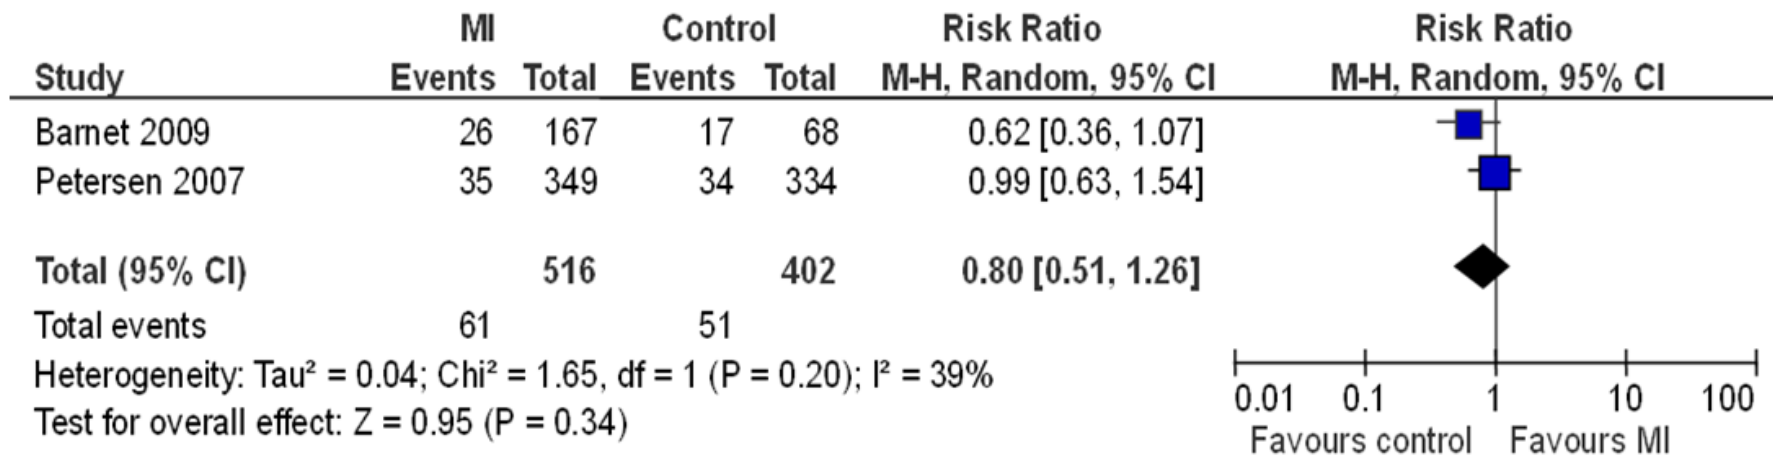 MI Control Risk Ratio Risk Ratio
Study Events Total Events Total M-H, Random, 95% CI M-H, Random, 95% CI
Barnet 2009 26 167 17 68 0.62 [0.36, 1.07]
Petersen 2007 35 349 34 334 0.99 [0.63, 1.54]
Total (95% CI) 516 402 0.80 [0.51, 1.26]
Total events 61 51
Heterogeneity: Tau² = 0.04; Chi² = 1.65, df = 1 (P = 0.20); I² = 39%
Test for overall effect: Z = 0.95 (P = 0.34)
0.01 0.1 1 10 100
Favours control Favours MI